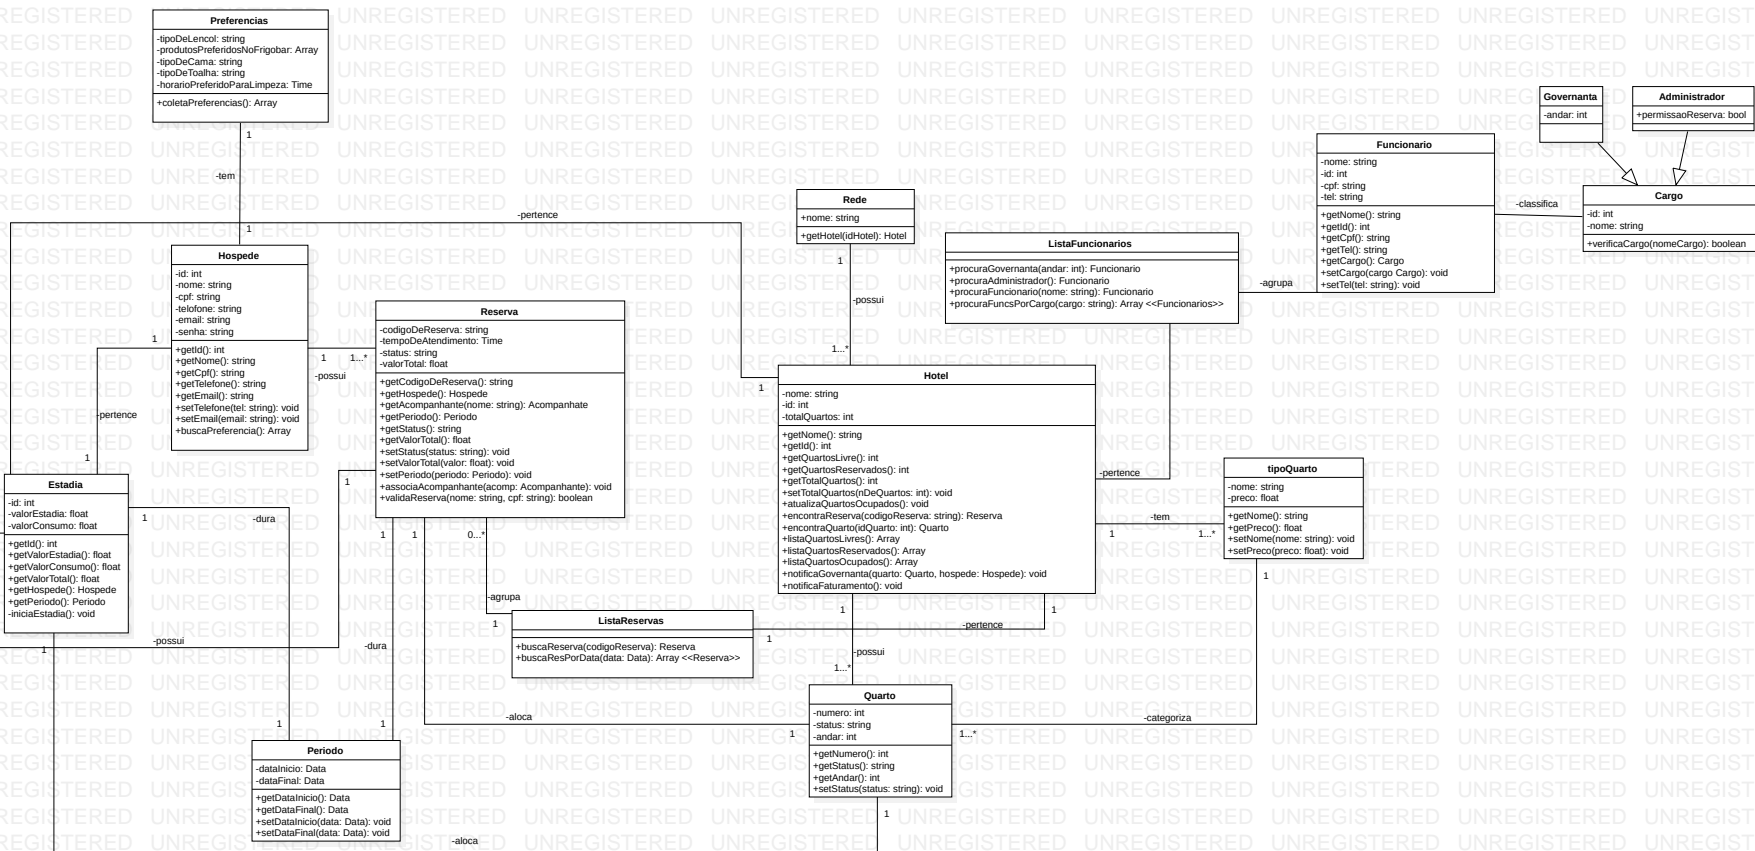 Preferencias
-tipoDeLencol: string
-produtosPreferidosNoFrigobar: Array
-tipoDeCama: string
-tipoDeToalha: string
-horarioPreferidoParaLimpeza: Time
+coletaPreferencias(): Array
1
-tem
1
-pertence
Hospede
-id: int
-nome: string
-cpf: string
-telofone: string
-email: string
-senha: string
+getId(): int
+getNome(): string
+getCpf(): string
+getTelefone(): string
+getEmail(): string
+setTelefone(tel: string): void
+setEmail(email: string): void
+buscaPreferencia(): Array
1
-pertence
1
1
1...*
-possui
Reserva
-codigoDeReserva: string
-tempoDeAtendimento: Time
-status: string
-valorTotal: float
+getCodigoDeReserva(): string
+getHospede(): Hospede
+getAcompanhante(nome: string): Acompanhate
+getPeriodo(): Periodo
+getStatus(): string
+getValorTotal(): float
+setStatus(status: string): void
+setValorTotal(valor: float): void
+setPeriodo(periodo: Periodo): void
+associaAcompanhante(acomp: Acompanhante): void
+validaReserva(nome: string, cpf: string): boolean
Rede
+nome: string
+getHotel(idHotel): Hotel
1
-possui
1...*
ListaFuncionarios
+procuraGovernanta(andar: int): Funcionario
+procuraAdministrador(): Funcionario
+procuraFuncionario(nome: string): Funcionario
+procuraFuncsPorCargo(cargo: string): Array <<Funcionarios>>
-agrupa
Funcionario
-nome: string
-id: int
-cpf: string
-tel: string
+getNome(): string
+getId(): int
+getCpf(): string
+getTel(): string
+getCargo(): Cargo
+setCargo(cargo Cargo): void
+setTel(tel: string): void
-classifica
Governanta
-andar: int
Administrador
+permissaoReserva: bool
Cargo
-id: int
-nome: string
+verificaCargo(nomeCargo): boolean
1
Hotel
-nome: string
-id: int
-totalQuartos: int
+getNome(): string
+getId(): int
+getQuartosLivre(): int
+getQuartosReservados(): int
+getTotalQuartos(): int
+setTotalQuartos(nDeQuartos: int): void
+atualizaQuartosOcupados(): void
+encontraReserva(codigoReserva: string): Reserva
+encontraQuarto(idQuarto: int): Quarto
+listaQuartosLivres(): Array
+listaQuartosReservados(): Array
+listaQuartosOcupados(): Array
+notificaGovernanta(quarto: Quarto, hospede: Hospede): void
+notificaFaturamento(): void
-pertence
-tem
1
1...*
tipoQuarto
-nome: string
-preco: float
+getNome(): string
+getPreco(): float
+setNome(nome: string): void
+setPreco(preco: float): void
1
Estadia
-id: int
-valorEstadia: float
-valorConsumo: float
+getId(): int
+getValorEstadia(): float
+getValorConsumo(): float
+getValorTotal(): float
+getHospede(): Hospede
+getPeriodo(): Periodo
-iniciaEstadia(): void
1
-dura
1
1
1
0...*
-agrupa
1
ListaReservas
+buscaReserva(codigoReserva): Reserva
+buscaResPorData(data: Data): Array <<Reserva>>
1
-pertence
1
1
-possui
1...*
-possui
1
-dura
1
1
-aloca
1
Quarto
-numero: int
-status: string
-andar: int
+getNumero(): int
+getStatus(): string
+getAndar(): int
+setStatus(status: string): void
1...*
-categoriza
1
Periodo
-dataInicio: Data
-dataFinal: Data
+getDataInicio(): Data
+getDataFinal(): Data
+setDataInicio(data: Data): void
+setDataFinal(data: Data): void
-aloca